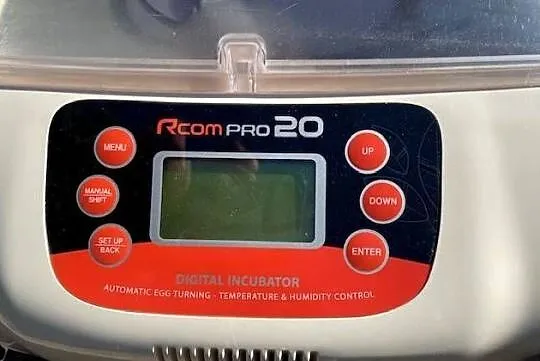 Rcom PRO 20
MENU
UP
MANUAL
SHIFT
DOWN
SET UP
BACK
ENTER
DIGITAL INCUBATOR
AUTOMATIC EGG TURNING - TEMPERATURE & HUMIDITY CONTROL